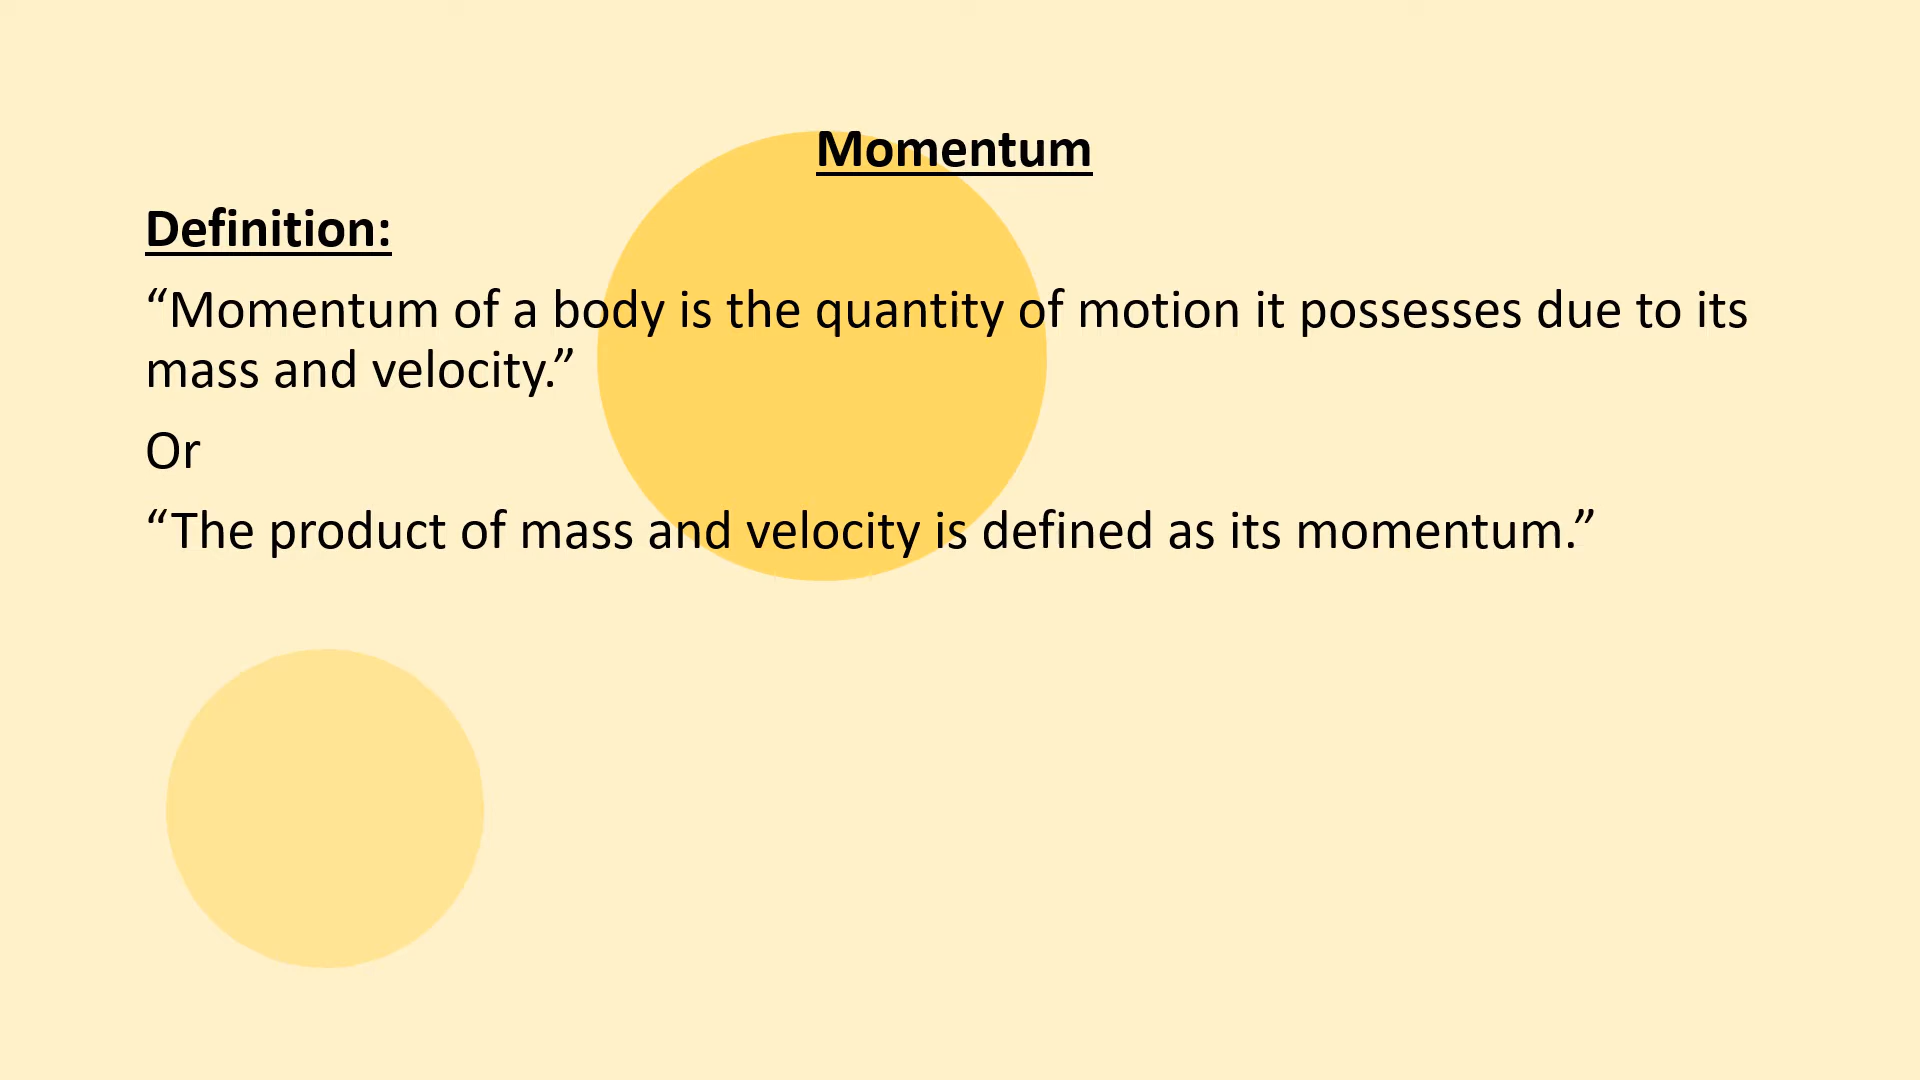 Momentum
Definition:
“Momentum of a body is the quantity of motion it possesses due to its
mass and velocity.”
Or
“The product of mass and velocity is defined as its momentum.”